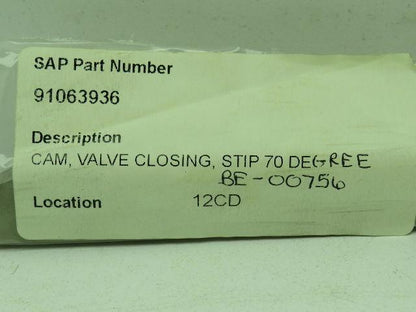 SAP Part Number
91063936
Description
CAM, VALVE CLOSING, STIP 70 DEGREE
BE-00756
Location
12CD